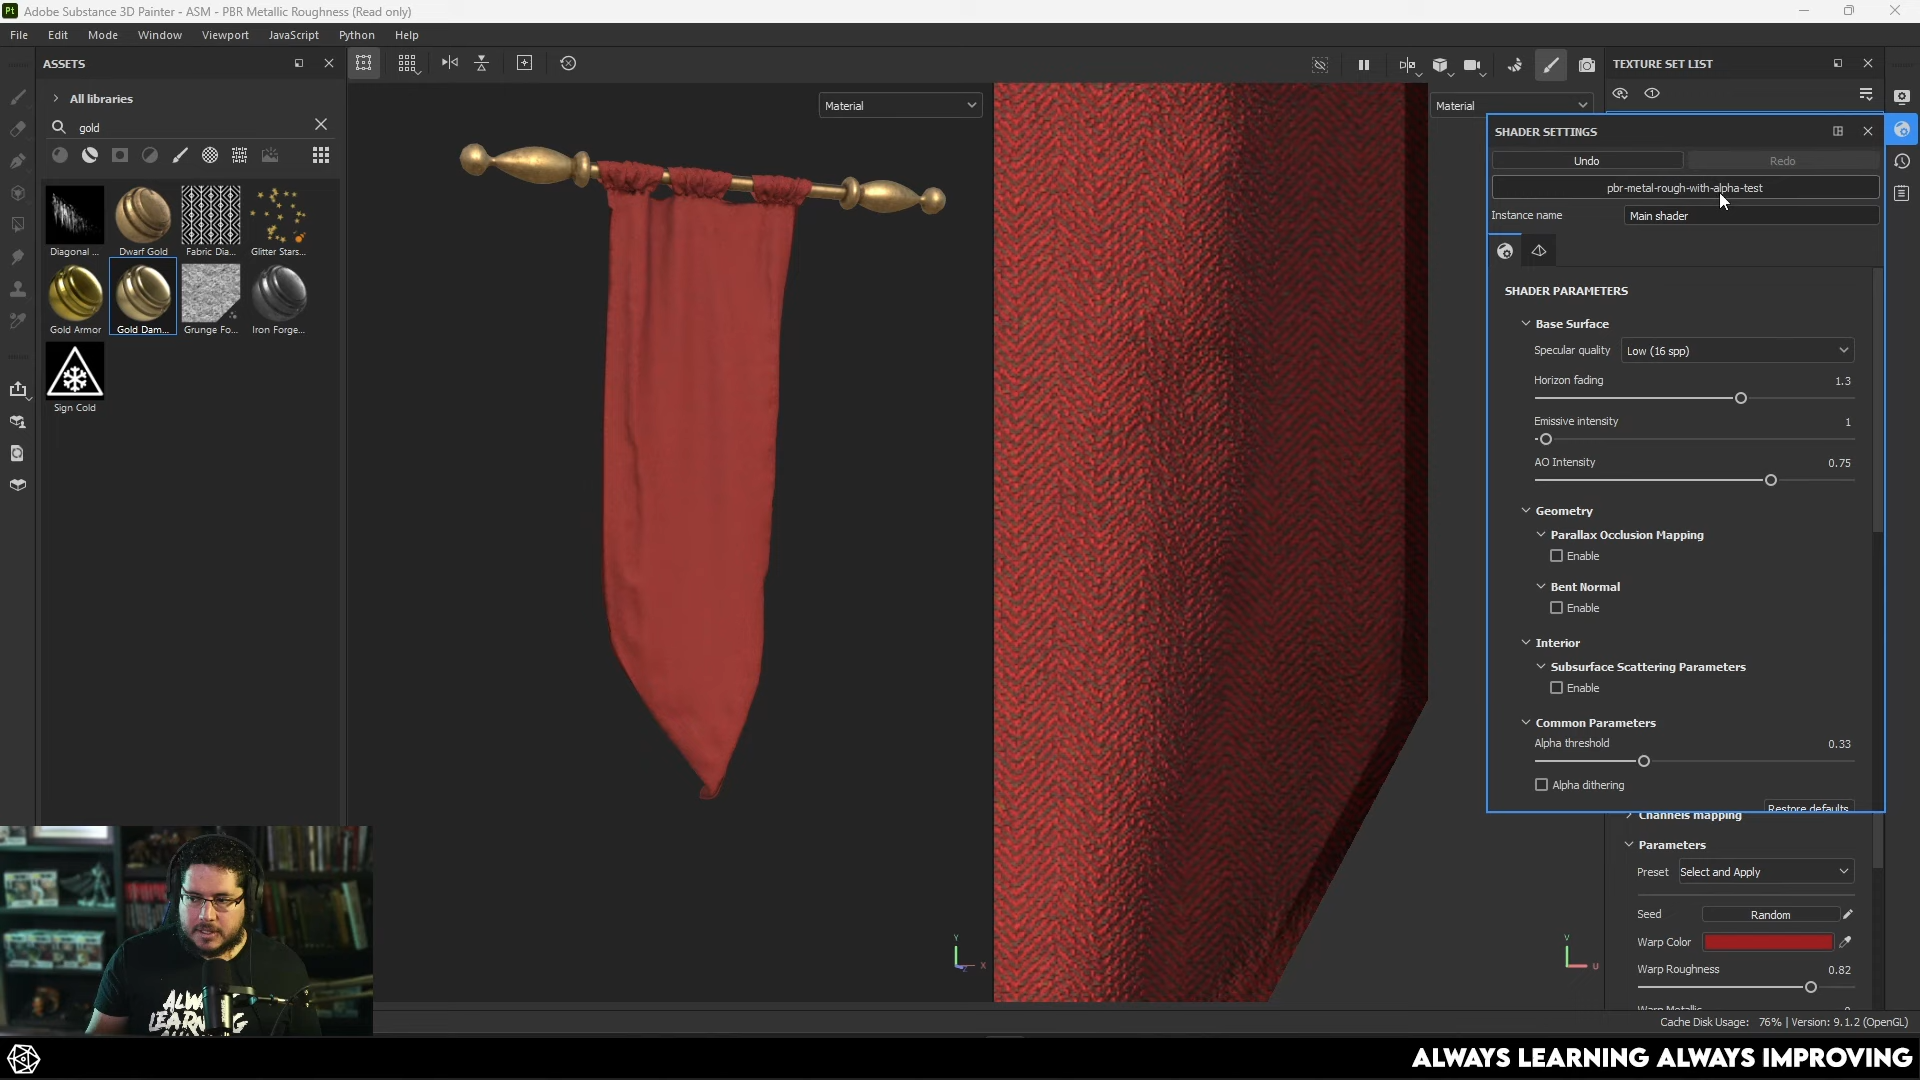 Pt Adobe Substance 3D Painter - ASM - PBR Metallic Roughness (Read only)
File Edit Mode Window Viewport JavaScript Python Help
ASSETS
All libraries
gold
Diagonal ... Dwarf Gold Fabric Dia... Glitter Stars...
Gold Armor Gold Dam... Grunge Fo... Iron Forge...
Sign Cold
Material
Y
X
Material
V
U
TEXTURE SET LIST
SHADER SETTINGS
Undo Redo
pbr-metal-rough-with-alpha-test
Instance name Main shader
SHADER PARAMETERS
Base Surface
Specular quality Low (16 spp)
Horizon fading 1.3
Emissive intensity 1
AO Intensity 0.75
Geometry
Parallax Occlusion Mapping
Enable
Bent Normal
Enable
Interior
Subsurface Scattering Parameters
Enable
Common Parameters
Alpha threshold 0.33
Alpha dithering
Restore defaults
Channels mapping
Parameters
Preset Select and Apply
Seed Random
Warp Color
Warp Roughness 0.82
Warp Metallic 0
Cache Disk Usage: 76% | Version: 9.1.2 (OpenGL)
ALWAYS
LEARNING
ALWAYS LEARNING ALWAYS IMPROVING